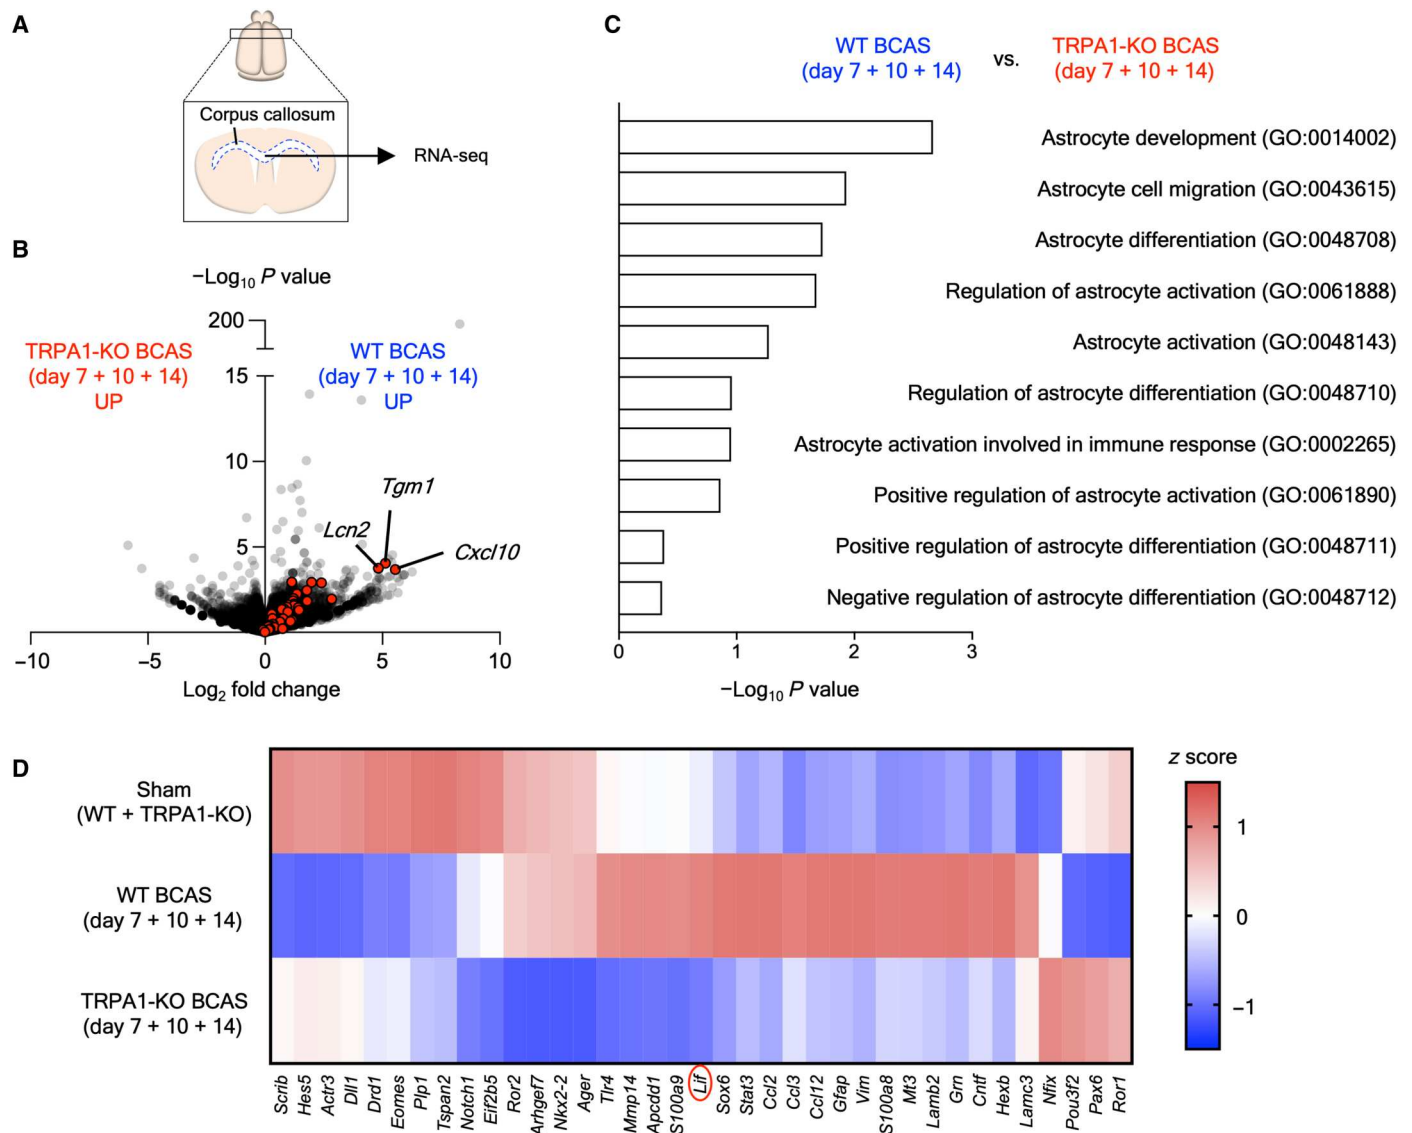 A
Corpus callosum
RNA-seq
B
−Log10 P value
200
15
10
5
TRPA1-KO BCAS
(day 7 + 10 + 14)
UP
WT BCAS
(day 7 + 10 + 14)
UP
Tgm1
Lcn2
Cxcl10
−10
−5
0
5
10
Log2 fold change
C
WT BCAS
(day 7 + 10 + 14)
vs.
TRPA1-KO BCAS
(day 7 + 10 + 14)
Astrocyte development (GO:0014002)
Astrocyte cell migration (GO:0043615)
Astrocyte differentiation (GO:0048708)
Regulation of astrocyte activation (GO:0061888)
Astrocyte activation (GO:0048143)
Regulation of astrocyte differentiation (GO:0048710)
Astrocyte activation involved in immune response (GO:0002265)
Positive regulation of astrocyte activation (GO:0061890)
Positive regulation of astrocyte differentiation (GO:0048711)
Negative regulation of astrocyte differentiation (GO:0048712)
0
1
2
3
−Log10 P value
D
Sham
(WT + TRPA1-KO)
WT BCAS
(day 7 + 10 + 14)
TRPA1-KO BCAS
(day 7 + 10 + 14)
z score
1
0
−1
Scrib
Hes5
Actr3
Dll1
Drd1
Eomes
Plp1
Tspan2
Notch1
Eif2b5
Ror2
Arhgef7
Nkx2-2
Ager
Tlr4
Mmp14
Apcdd1
S100a9
Lif
Sox6
Stat3
Ccl2
Ccl3
Ccl12
Gfap
Vim
S100a8
Mt3
Lamb2
Grn
Cntf
Hexb
Lamc3
Nfix
Pou3f2
Pax6
Ror1